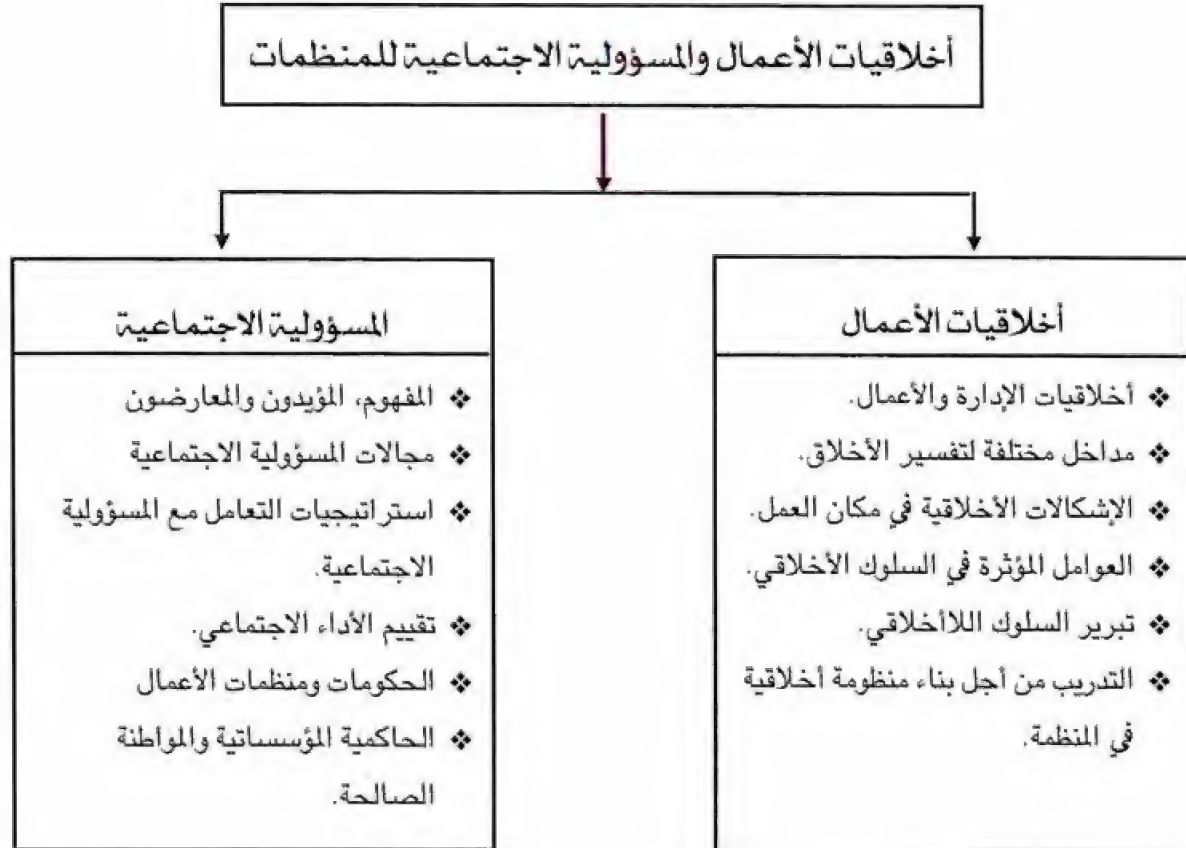 أخلاقيات الأعمال والمسؤولية الاجتماعية للمنظمات
أخلاقيات الأعمال
❖ أخلاقيات الإدارة والأعمال.
❖ مداخل مختلفة لتفسير الأخلاق.
❖ الإشكالات الأخلاقية في مكان العمل.
❖ العوامل المؤثرة في السلوك الأخلاقي.
❖ تبرير السلوك اللاأخلاقي.
❖ التدريب من أجل بناء منظومة أخلاقية
في المنظمة.
المسؤولية الاجتماعية
❖ المفهوم، المؤيدون والمعارضون
❖ مجالات المسؤولية الاجتماعية
❖ استراتيجيات التعامل مع المسؤولية
الاجتماعية.
❖ تقييم الأداء الاجتماعي.
❖ الحكومات ومنظمات الأعمال
❖ الحاكمية المؤسساتية والمواطنة
الصالحة.